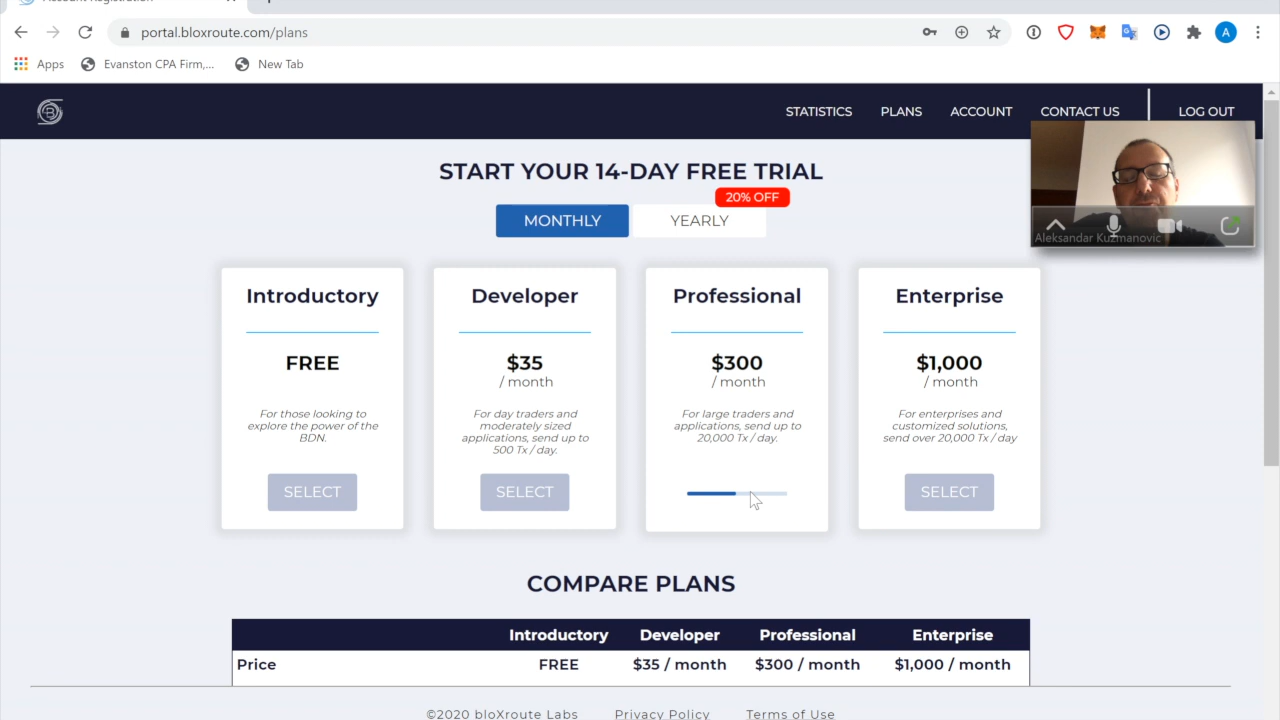 portal.bloxroute.com/plans
A
Apps
Evanston CPA Firm,...
New Tab
B
STATISTICS
PLANS
ACCOUNT
CONTACT US
LOG OUT
START YOUR 14-DAY FREE TRIAL
20% OFF
MONTHLY
YEARLY
Aleksandar Kuzmanovic
Introductory
FREE
For those looking to
explore the power of the
BDN.
SELECT
Developer
$35
/ month
For day traders and
moderately sized
applications, send up to
500 Tx / day.
SELECT
Professional
$300
/ month
For large traders and
applications, send up to
20,000 Tx / day.
Enterprise
$1,000
/ month
For enterprises and
customized solutions,
send over 20,000 Tx / day
SELECT
COMPARE PLANS
Introductory Developer Professional Enterprise
Price FREE $35 / month $300 / month $1,000 / month
©2020 bloXroute Labs Privacy Policy Terms of Use